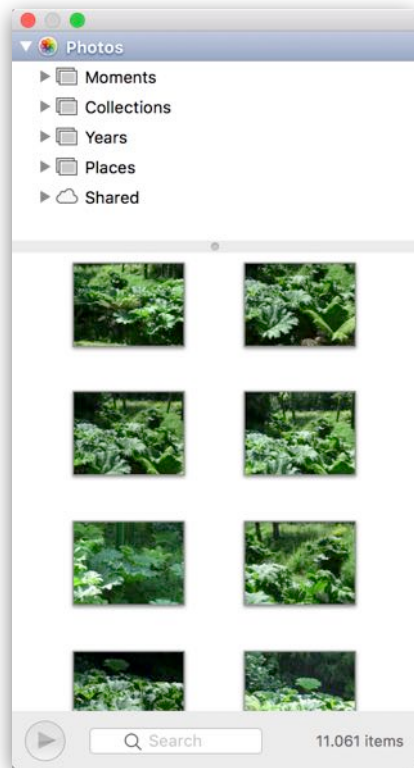 Photos
Moments
Collections
Years
Places
Shared
Search
11.061 items